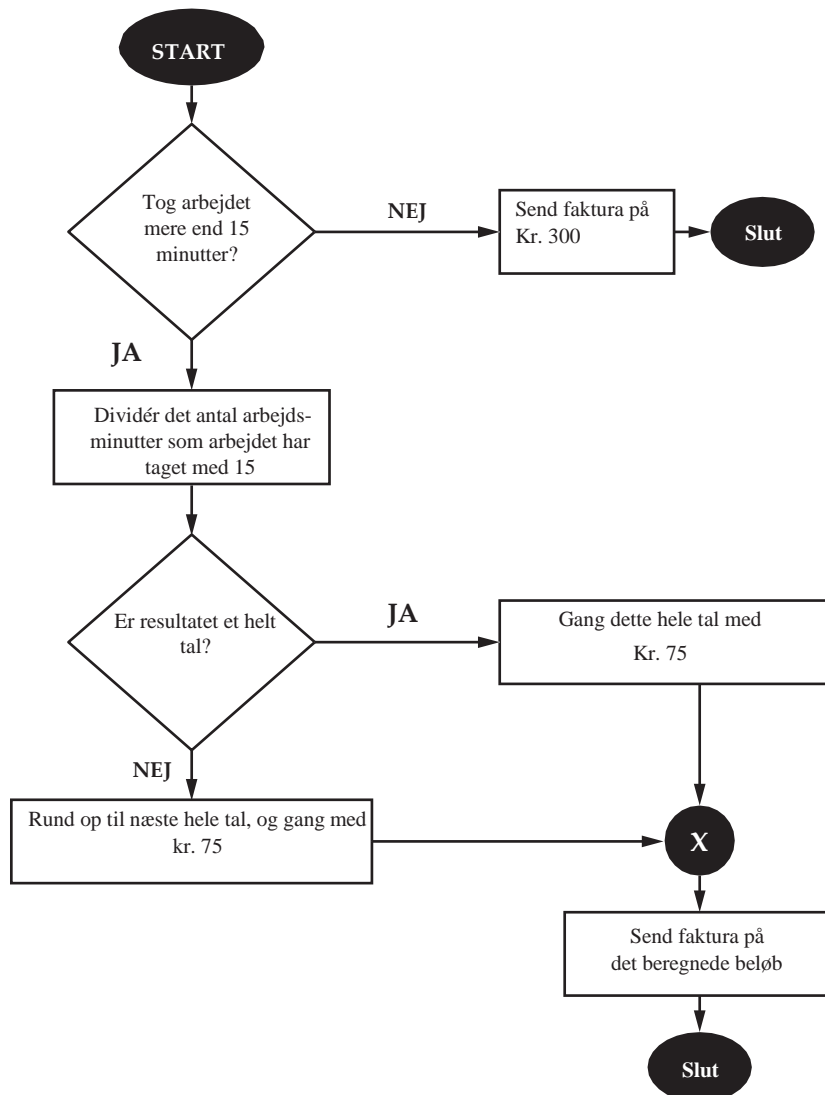 START
Tog arbejdet
mere end 15
minutter?
NEJ
Send faktura på
Kr. 300
Slut
JA
Dividér det antal arbejds-
minutter som arbejdet har
taget med 15
Er resultatet et helt
tal?
JA
Gang dette hele tal med
Kr. 75
NEJ
Rund op til næste hele tal, og gang med
kr. 75
X
Send faktura på
det beregnede beløb
Slut